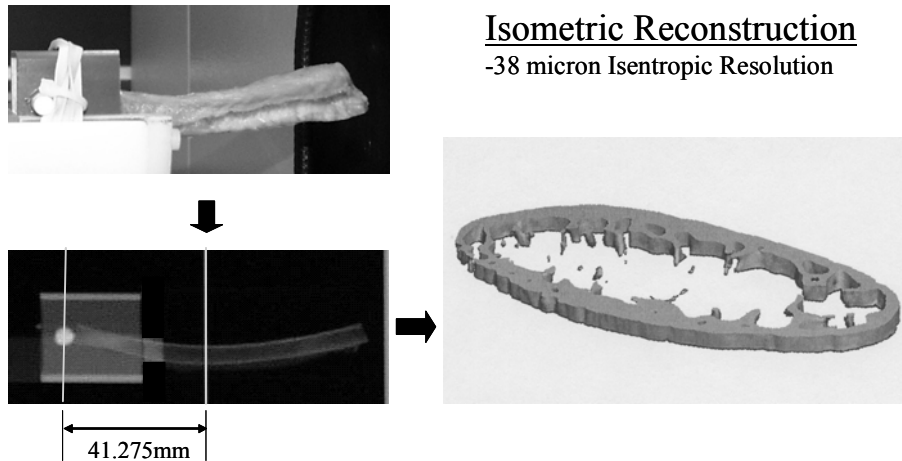 Isometric Reconstruction
-38 micron Isentropic Resolution
41.275mm